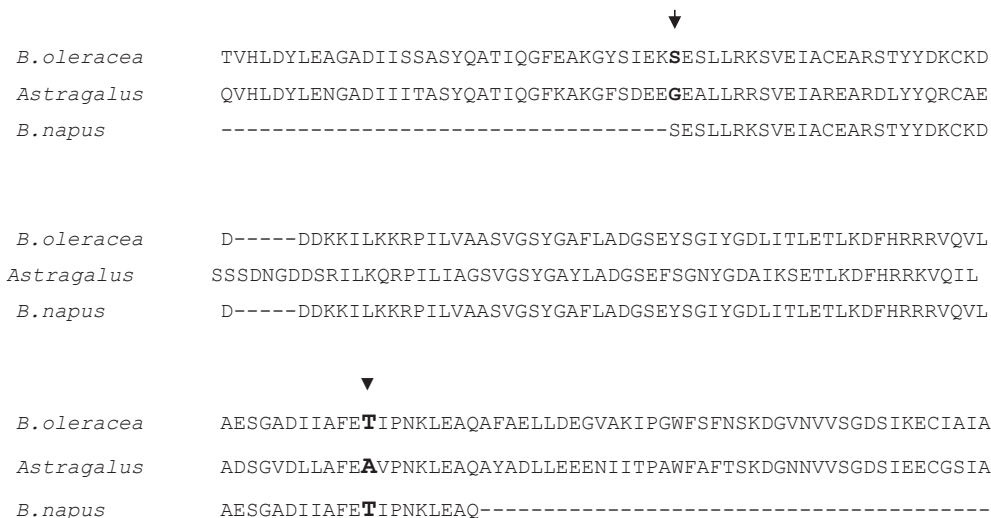 B.oleracea TVHLDYLEAGADIISSASYQATIQGFEAKGYSIEKSESLLRKSVEIACEARSTYYDKCKD
Astragalus QVHLDYLENGADIIITASYQATIQGFKAKGFSDEEGEALLRRSVEIAREARDLYYQRCAE
B.napus -----------------------------------SESLLRKSVEIACEARSTYYDKCKD
B.oleracea D-----DDKKILKKRPILVAASVGSYGAFLADGSEYSGIYGDLITLETLKDFHRRRVQVL
Astragalus SSSDNGDDSRILKQRPILIAGSVGSYGAYLADGSEFSGNYGDAIKSETLKDFHRRKVQIL
B.napus D-----DDKKILKKRPILVAASVGSYGAFLADGSEYSGIYGDLITLETLKDFHRRRVQVL
B.oleracea AESGADIIAFETIPNKLEAQAFAELLDEGVAKIPGWFSFNSKDGVNVVSGDSIKECIAIA
Astragalus ADSGVDLLAFEAVPNKLEAQAYADLLEEENIITPAWFAFTSKDGNNVVSGDSIEECGSIA
B.napus AESGADIIAFETIPNKLEAQ----------------------------------------